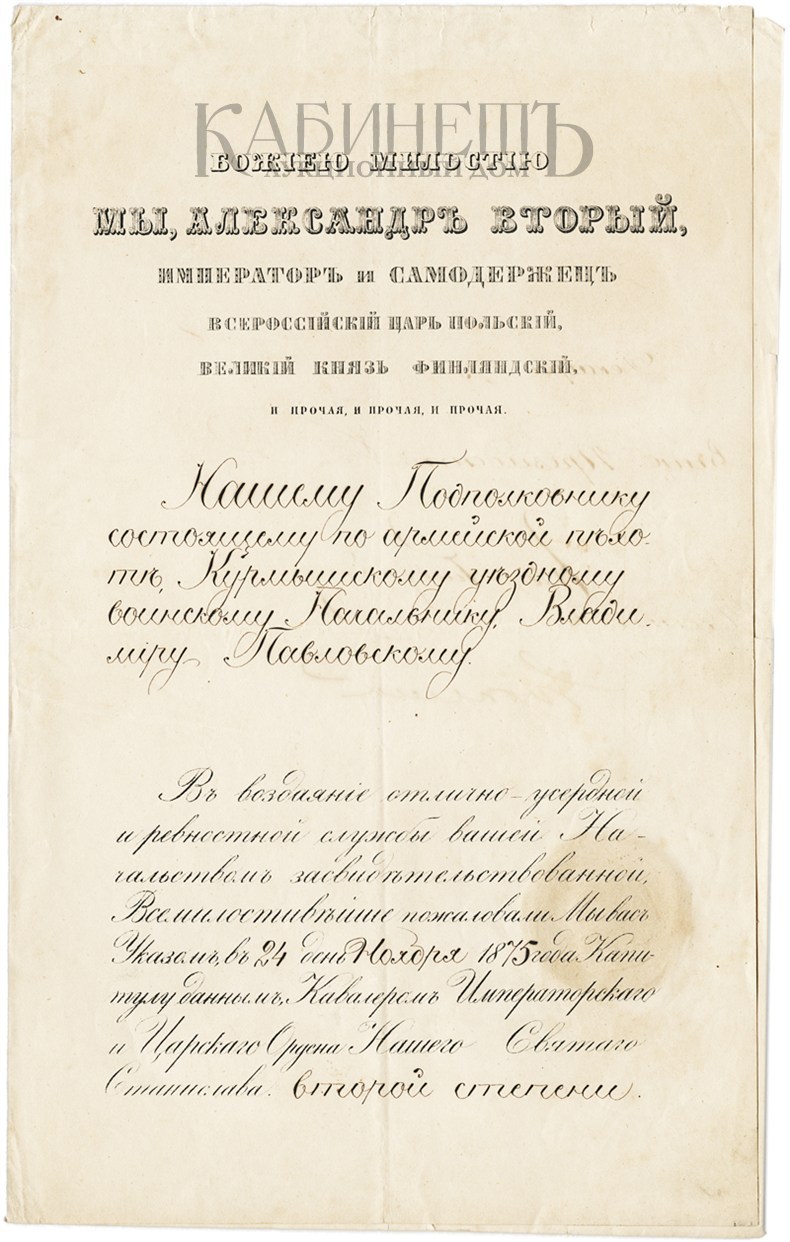 КАБИНЕТЪ
АУКЦИОННЫЙ ДОМ
БОЖІЕЮ МИЛЬСТІЮ
МЫ, АЛЕКСАНДРЪ ВТОРЫЙ,
ИМПЕРАТОРЪ и САМОДЕРЖЕЦЪ
ВСЕРОССІЙСКІЙ ЦАРЬ ПОЛЬСКІЙ,
ВЕЛИКІЙ КНЯЗЬ ФИНЛЯНДСКІЙ,
И ПРОЧАЯ, И ПРОЧАЯ, И ПРОЧАЯ.
Нашему Подполковнику
состоящему по армейской пѣхо-
тѣ, Курмышскому уѣздному
воинскому Начальнику, Влади-
міру Павловскому.
Въ воздаяніе отлично-усердной
и ревностной службы вашей На-
чальствомъ засвидѣтельствованной,
Всемилостивѣйше пожаловали Мы васъ
Указомъ, въ 24 день Ноября 1875 года Капи-
тулу даннымъ, Кавалеромъ Императорскаго
и Царскаго Ордена Нашего Святаго
Станислава. второй степени.